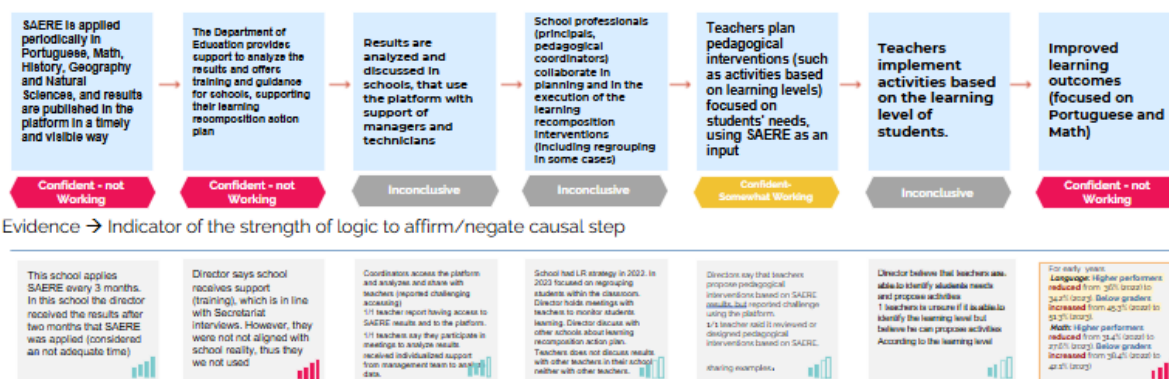 SAERE is applied
periodically in
Portuguese, Math,
History, Geography
and Natural
Sciences, and results
are published in the
platform in a timely
and visible way
The Department of
Education provides
support to analyze the
results and offers
training and guidance
for schools, supporting
their learning
recomposition action
plan
Results are
analyzed and
discussed in
schools, that use
the platform with
support of
managers and
technicians
School professionals
(principals,
pedagogical
coordinators)
collaborate in
planning and in the
execution of the
learning
recomposition
interventions
(including regrouping
in some cases)
Teachers plan
pedagogical
interventions (such
as activities based
on learning levels)
focused on
students' needs,
using SAERE as an
input
Teachers
implement
activities based
on the learning
level of
students.
Improved
learning
outcomes
(focused on
Portuguese and
Math)
Confident - not
Working
Confident - not
Working
Inconclusive
Inconclusive
Confident-
Somewhat Working
Inconclusive
Confident - not
Working
Evidence → Indicator of the strength of logic to affirm/negate causal step
This school applies
SAERE every 3 months.
In this school the director
received the results after
two months that SAERE
was applied (considered
an not adequate time)
Director says school
receives support
(training), which is in line
with Secretariat
interviews. However, they
were not not aligned with
school reality, thus they
we not used
Coordinators access the platform
and analyzes and share with
teachers (reported challenging
accessing)
1/1 teacher report having access to
SAERE results and to the platform.
1/1 teachers say they participate in
meetings to analyze results
received individualized support
from management team to analyze
data.
School had LR strategy in 2022. In
2023 focused on regrouping
students within the classroom.
Director holds meetings with
teachers to monitor students
learning. Director discuss with
other schools about learning
recomposition action plan.
Teachers does not discuss results
with other teachers in their school
neither with other teachers.
Directors say that teachers
propose pedagogical
interventions based on SAERE
results, but reported challenge
using the platform.
1/1 teacher said it reviewed or
designed pedagogical
interventions based on SAERE,
sharing examples.
Director believe that teachers are
able to identify students needs
and propose activities
1 teachers is unsure if it is able to
identify the learning level but
believe he can propose activities
According to the learning level
For early years
Language: Higher performers
reduced from 36% (2022) to
34.2% (2023) Below graders
increased from 45.3% (2022) to
51.3% (2023).
Math: Higher performers
reduced from 31.4% (2022) to
27.6% (2023) Below graders
increased from 38.4% (2022) to
42.2% (2023)